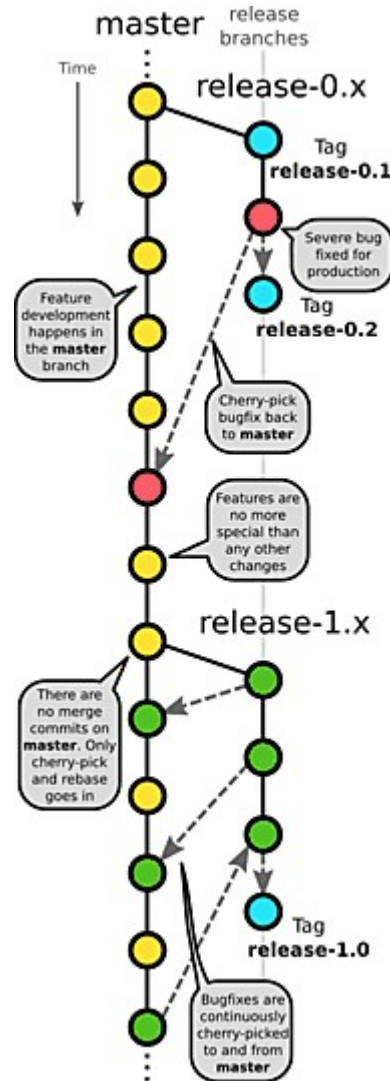 master
release
branches
Time
release-0.x
Tag
release-0.1
Severe bug
fixed for
production
Feature
development
happens in
the master
branch
Tag
release-0.2
Cherry-pick
bugfix back
to master
Features are
no more
special than
any other
changes
release-1.x
There are
no merge
commits on
master. Only
cherry-pick
and rebase
goes in
Tag
release-1.0
Bugfixes are
continuously
cherry-picked
to and from
master